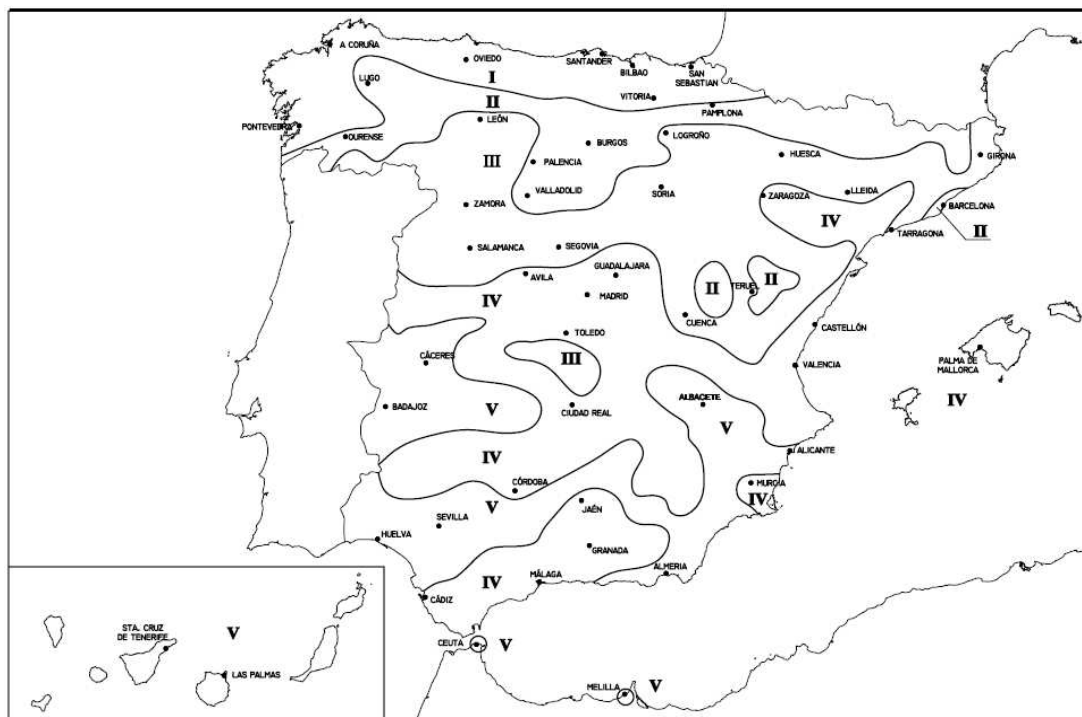 A CORUÑA
OVIEDO
SANTANDER
BILBAO
SAN
SEBASTIAN
LUGO
I
VITORIA
II
PAMPLONA
PONTEVEDRA
OURENSE
LEÓN
LOGROÑO
BURGOS
HUESCA
GIRONA
III
PALENCIA
VALLADOLID
SORIA
ZARAGOZA
LLEIDA
ZAMORA
IV
BARCELONA
TARRAGONA
II
SALAMANCA
SEGOVIA
AVILA
GUADALAJARA
II
TERUEL
II
IV
MADRID
CUENCA
CASTELLÓN
TOLEDO
CÁCERES
III
VALENCIA
PALMA DE
MALLORCA
IV
BADAJOZ
V
CIUDAD REAL
ALBACETE
V
IV
ALICANTE
CÓRDOBA
MURCIA
IV
V
JAÉN
SEVILLA
HUELVA
GRANADA
IV
MÁLAGA
ALMERIA
CÁDIZ
STA. CRUZ
DE TENERIFE
V
LAS PALMAS
CEUTA
V
MELILLA
V